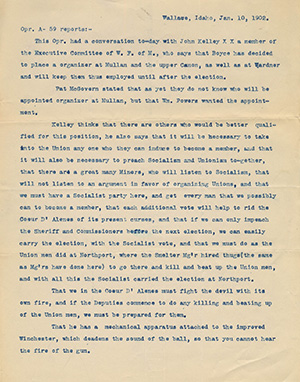 Wallace, Idaho, Jan. 10, 1902.
Opr. A- 59 reporter-
This Opr. had a conversation to-day with John Kelley X X a member of
the Executive Committee of W. F. of M., who says that Boyce has decided
to place a organizer at Mullan and the upper Canon, as well as at Wardner
and will keep them thus employed until after the election.
Pat McGovern stated that as yet they do not know who will be
appointed organizer at Mullan, but that Wm. Powers wanted the appoint-
ment.
Kelley thinks that there are others who would be better quali-
fied for this position, he also says that it will be necessary to take
into the Union any one who they can induce to become a member, and that
it will also be necessary to preach Socialism and Unionism to-gether,
that there are a great many Miners, who will listen to Socialism, that
will not listen to an argument in favor of organizing Unions, and that
we must have a Socialist party here, and get every man that we possibly
can to become a member, that each additional vote will help to rid the
Coeur D' Alenes of its present curses, and that if we can only impeach
the Sheriff and Commissioners before the next election, we can easily
carry the election, with the Socialist vote, and that we must do as the
Union men did at Northport, where the Smelter Mg'r hired thugs(the same
as Mg'rs have done here) to go there and kill and beat up the Union men,
and with all this the Socialist carried the election at Northport.
That we in the Coeur D' Alenes must fight the devil with its
own fire, and if the Deputies commence to do any killing and beating up
of the Union men, we must be prepared for them.
That he has a mechanical apparatus attached to the improved
Winchester, which deadens the sound of the ball, so that you cannot hear
the fire of the gun.